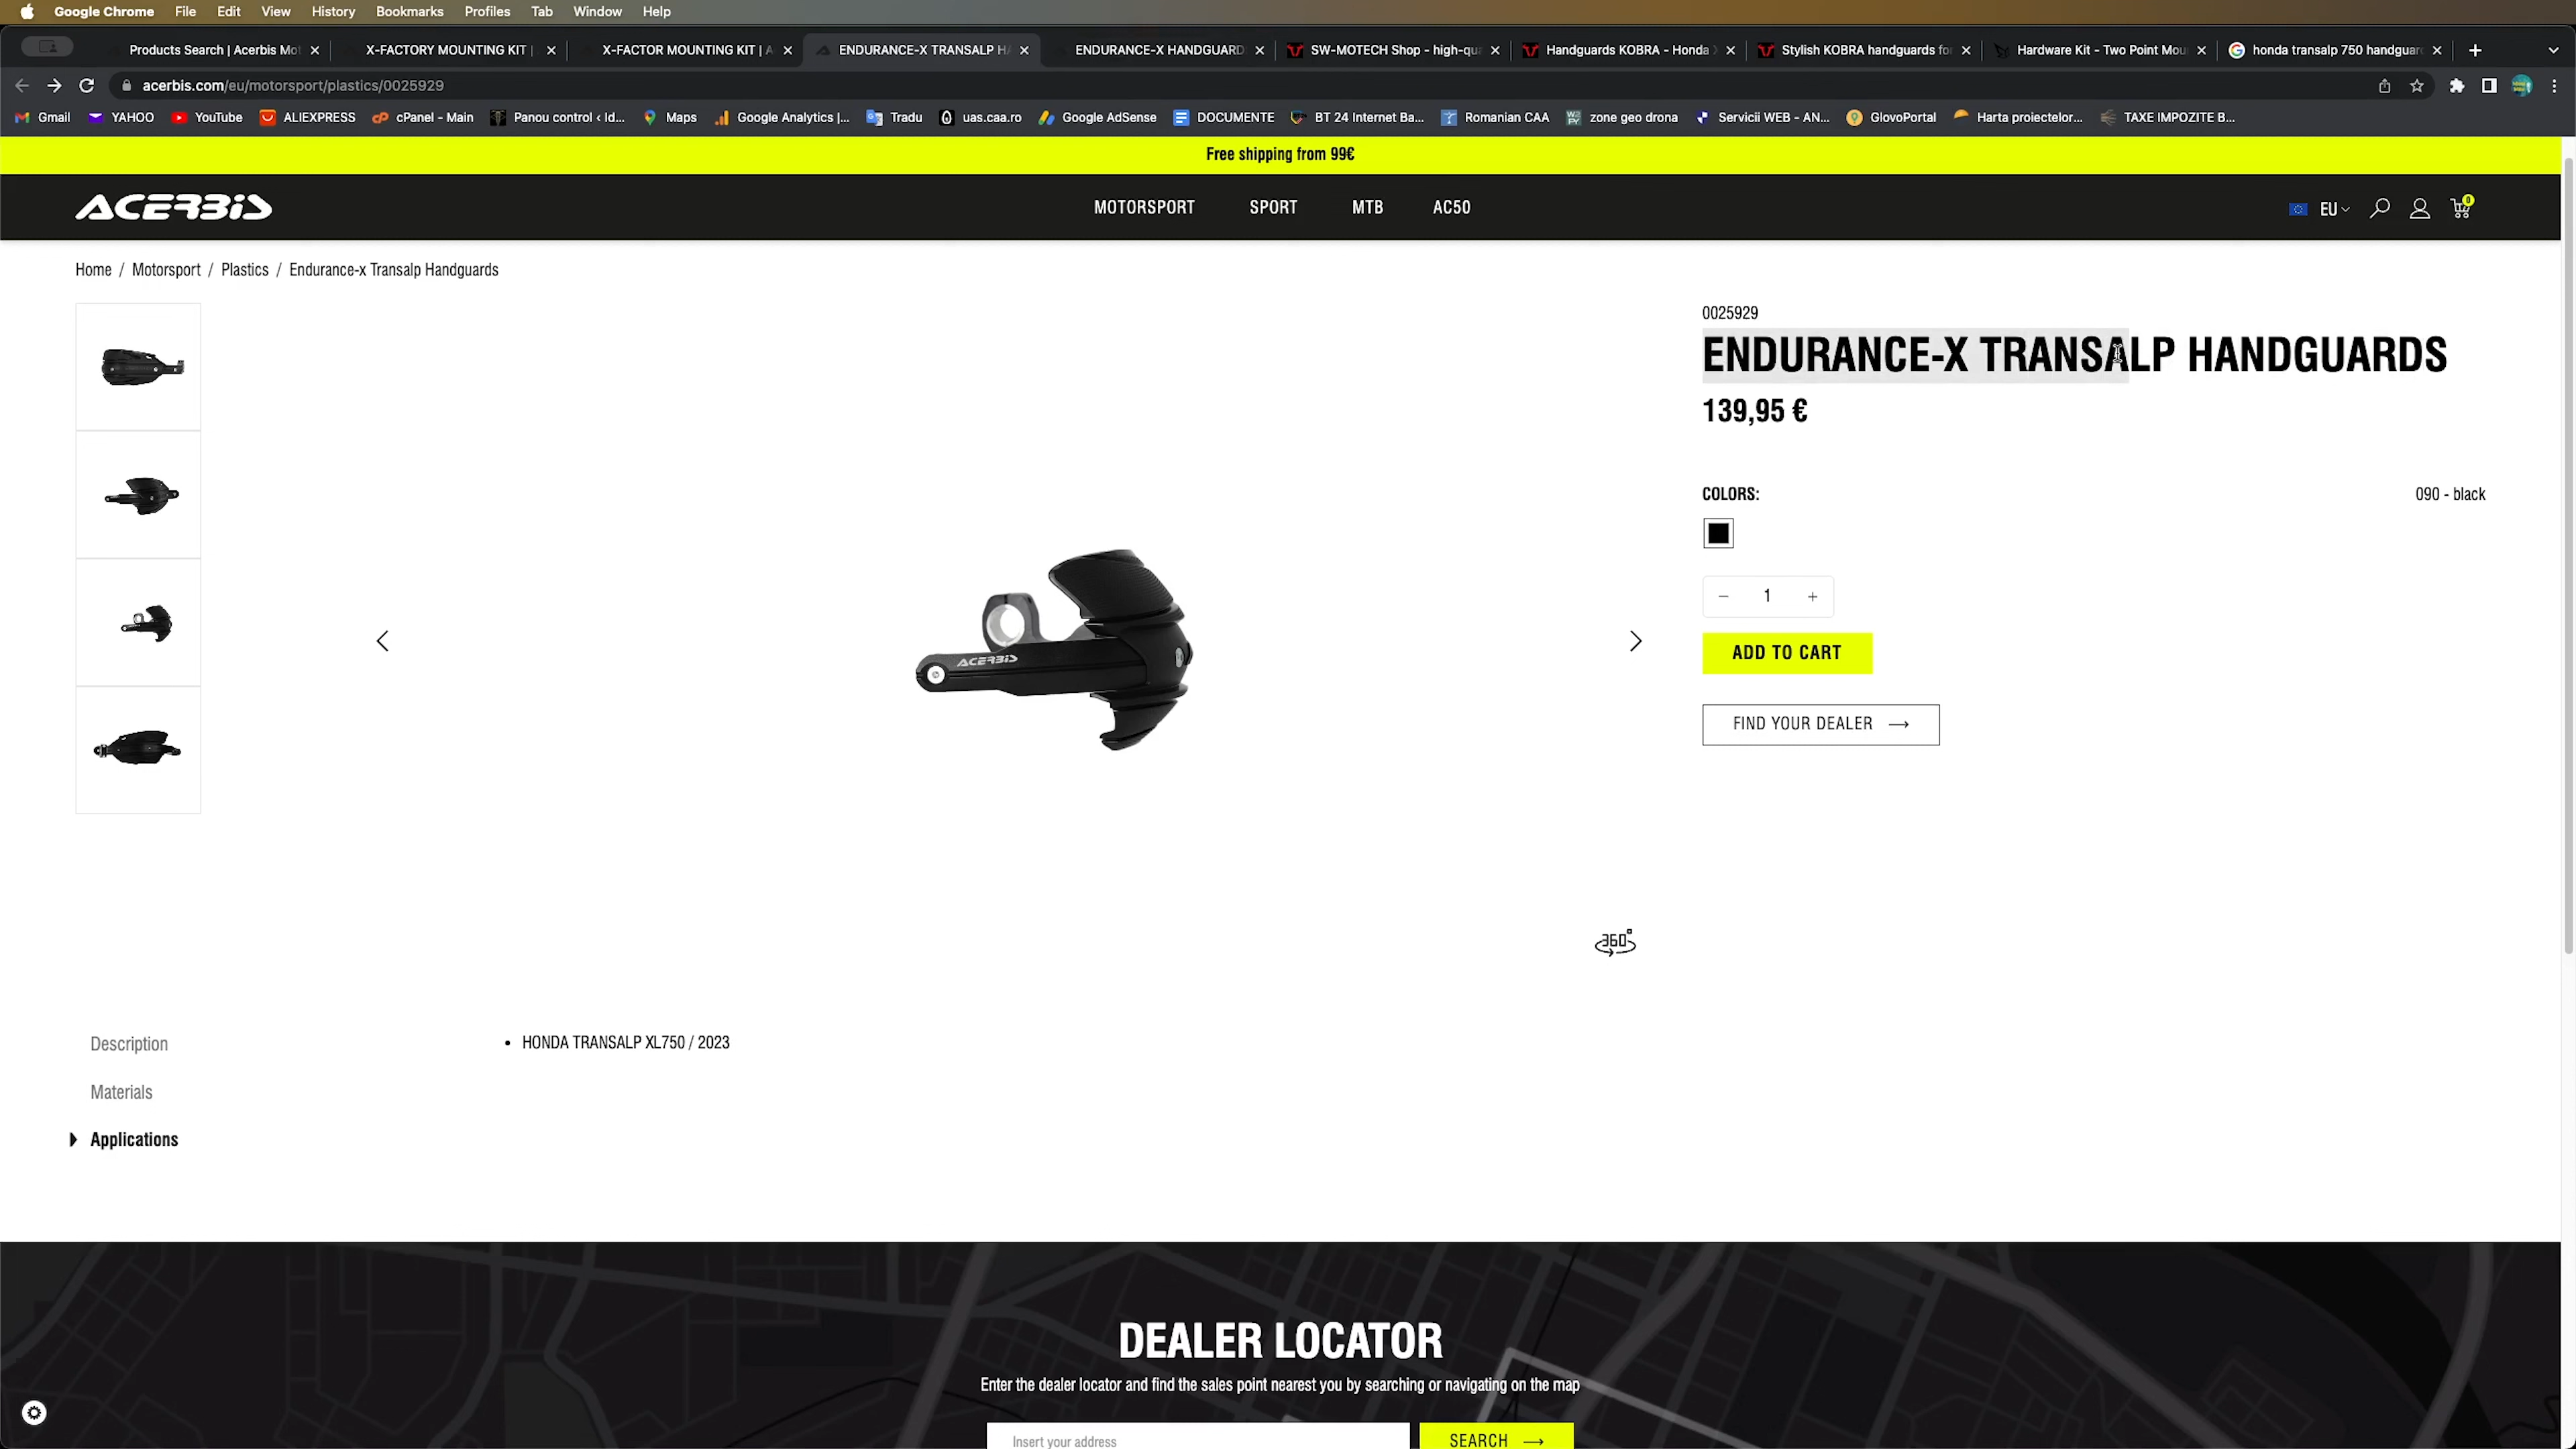 Google Chrome File Edit View History Bookmarks Profiles Tab Window Help
Products Search | Acerbis Mot
X-FACTORY MOUNTING KIT |
X-FACTOR MOUNTING KIT | A
ENDURANCE-X TRANSALP HA
ENDURANCE-X HANDGUARD
SW-MOTECH Shop - high-qua
Handguards KOBRA - Honda X
Stylish KOBRA handguards fo
Hardware Kit - Two Point Mou
honda transalp 750 handguar
acerbis.com/eu/motorsport/plastics/0025929
Gmail YAHOO YouTube ALIEXPRESS cPanel - Main Panou control ‹ Id... Maps Google Analytics |... Tradu uas.caa.ro Google AdSense DOCUMENTE BT 24 Internet Ba... Romanian CAA zone geo drona Servicii WEB - AN... GlovoPortal Harta proiectelor... TAXE IMPOZITE B...
Free shipping from 99€
ACERBIS MOTORSPORT SPORT MTB AC50 EU 0
Home / Motorsport / Plastics / Endurance-x Transalp Handguards
0025929
ENDURANCE-X TRANSALP HANDGUARDS
139,95 €
COLORS: 090 - black
1
ADD TO CART
FIND YOUR DEALER
ACERBIS
360°
Description
Materials
Applications
• HONDA TRANSALP XL750 / 2023
DEALER LOCATOR
Enter the dealer locator and find the sales point nearest you by searching or navigating on the map
Insert your address SEARCH